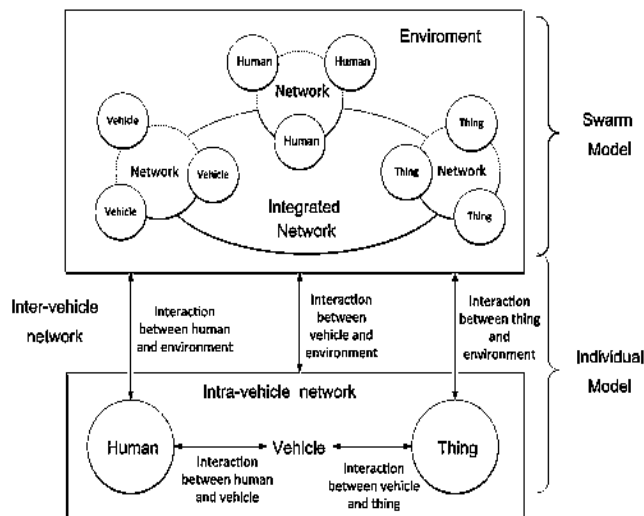 Enviroment
Human
Human
Network
Human
Vehicle
Network
Vehicle
Vehicle
Thing
Thing
Network
Thing
Integrated
Network
Swarm
Model
Inter-vehicle
network
Interaction
between human
and environment
Interaction
between
vehicle and
environment
Interaction
between thing
and
environment
Individual
Model
Intra-vehicle network
Human
Vehicle
Thing
Interaction
between human
and vehicle
Interaction
between vehicle
and thing